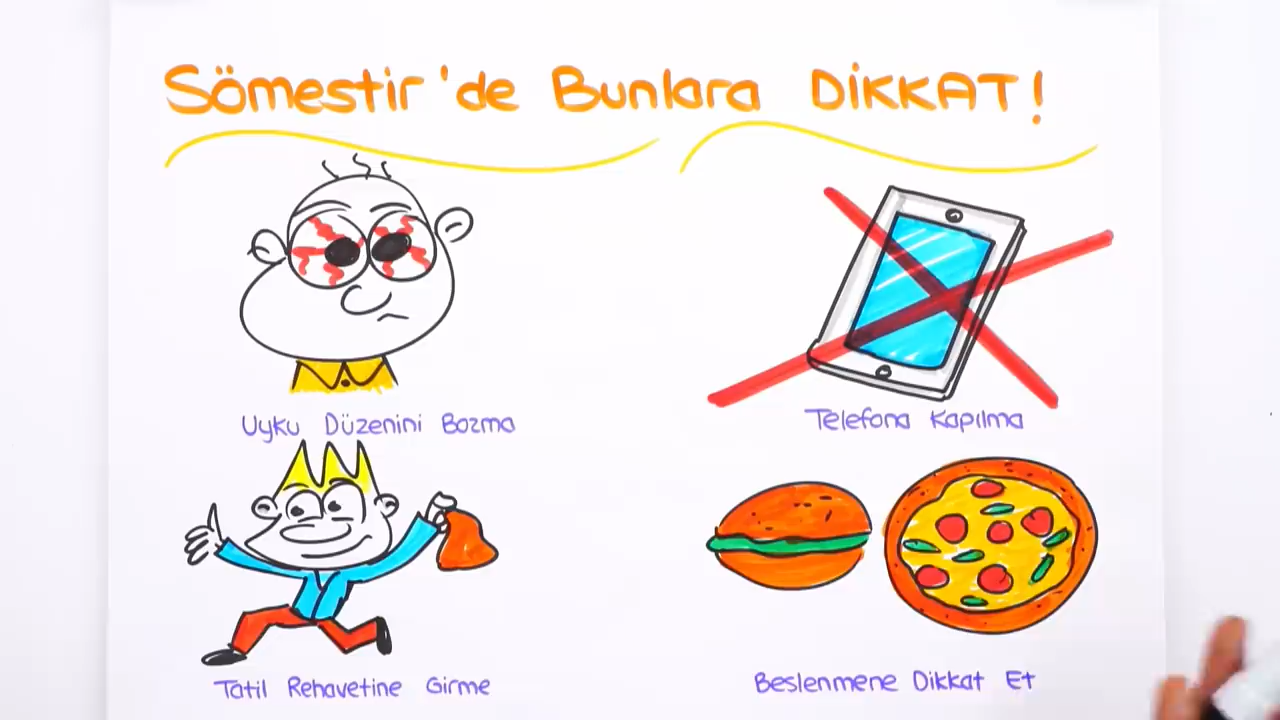 Sömestir'de Bunlara DİKKAT!
Uyku Düzenini Bozma
Telefona Kapılma
Tatil Rehavetine Girme
Beslenmene Dikkat Et